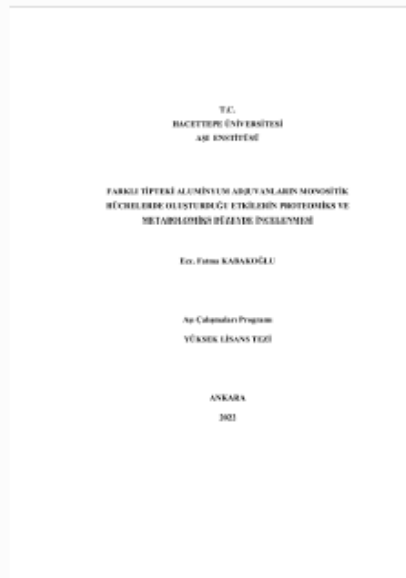 T.C.
HACETTEPE ÜNİVERSİTESİ
AŞI ENSTİTÜSÜ
FARKLI TİPTEKİ ALUMİNYUM ADJUVANLARIN MONOSİTİK
HÜCRELERDE OLUŞTURDUĞU ETKİLERİN PROTEOMİKS VE
METABOLOMİKS DÜZEYDE İNCELENMESİ
Ecz. Fatma KABAKOĞLU
Aşı Çalışmaları Programı
YÜKSEK LİSANS TEZİ
ANKARA
2022